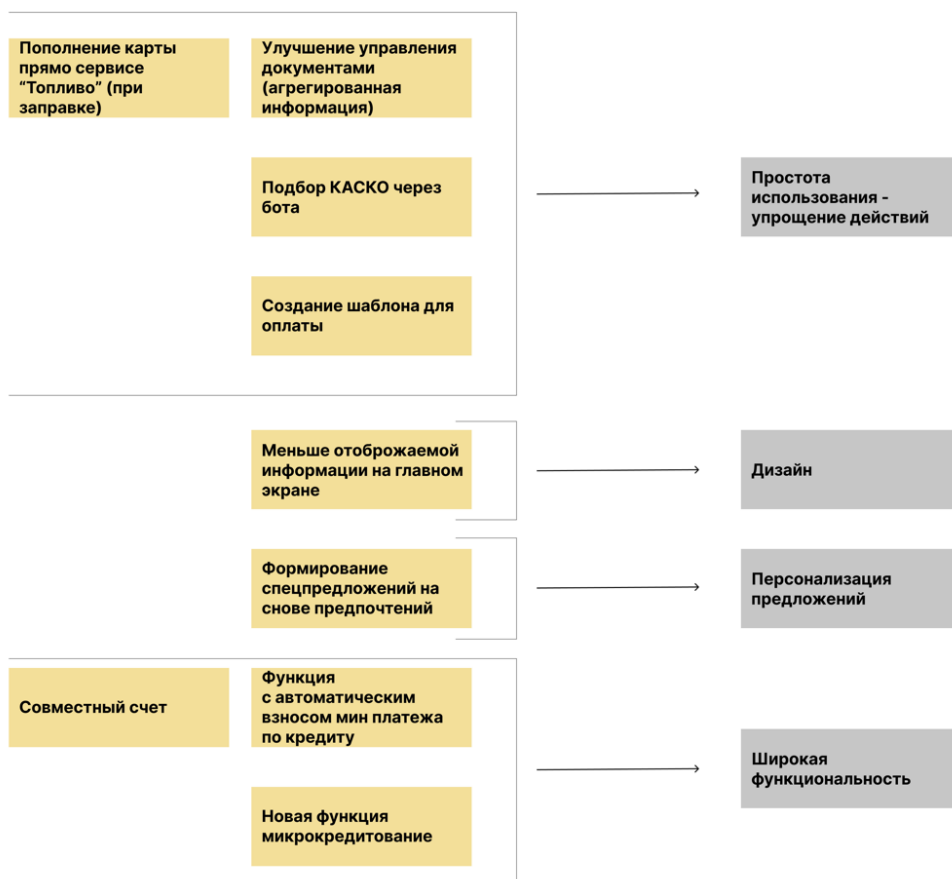 Пополнение карты
прямо сервисе
“Топливо” (при
заправке)
Улучшение управления
документами
(агрегированная
информация)
Подбор КАСКО через
бота
Создание шаблона для
оплаты
Простота
использования -
упрощение действий
Меньше отоброжаемой
информации на главном
экране
Дизайн
Формирование
спецпредложений на
снове предпочтений
Персонализация
предложений
Совместный счет
Функция
с автоматическим
взносом мин платежа
по кредиту
Новая функция
микрокредитование
Широкая
функциональность